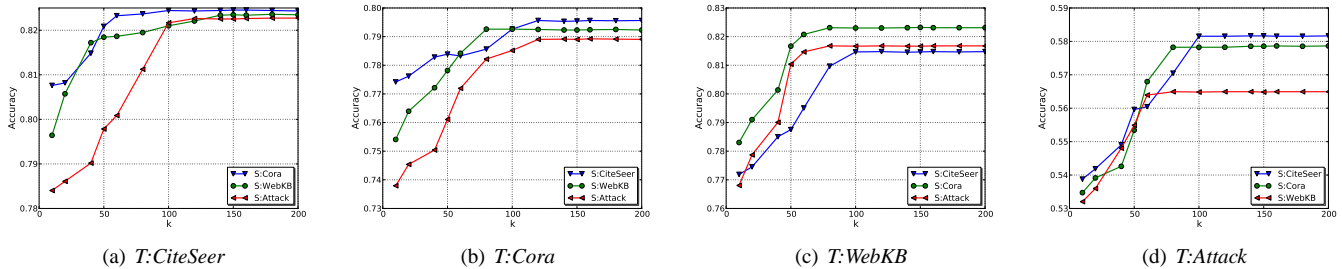 0.82
0.81
0.80
0.79
0.78
Accuracy
0 50 100 150 200
k
S:Cora
S:WebKB
S:Attack
(a) T:CiteSeer
0.80
0.79
0.78
0.77
0.76
0.75
0.74
0.73
Accuracy
0 50 100 150 200
k
S:CiteSeer
S:WebKB
S:Attack
(b) T:Cora
0.83
0.82
0.81
0.80
0.79
0.78
0.77
0.76
Accuracy
0 50 100 150 200
k
S:CiteSeer
S:Cora
S:Attack
(c) T:WebKB
0.59
0.58
0.57
0.56
0.55
0.54
0.53
Accuracy
0 50 100 150 200
k
S:CiteSeer
S:Cora
S:WebKB
(d) T:Attack